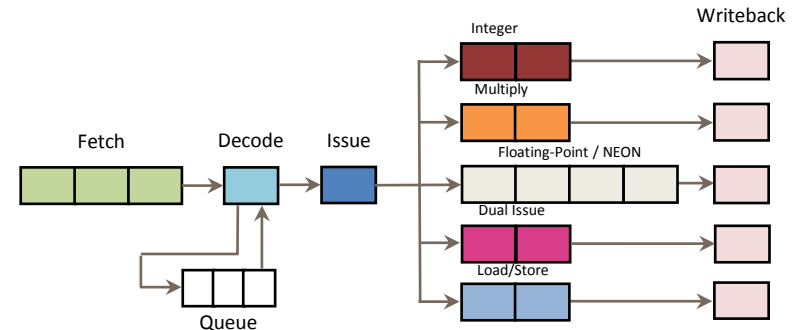 Writeback
Integer
Multiply
Fetch
Decode
Issue
Floating-Point / NEON
Dual Issue
Load/Store
Queue